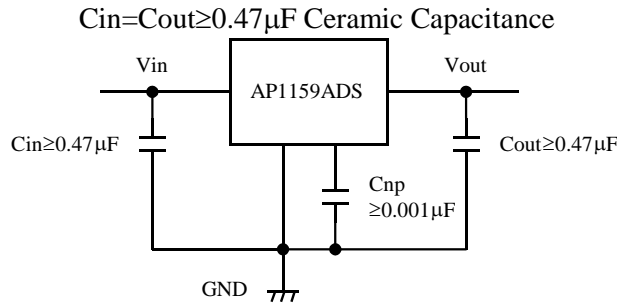 Cin=Cout≥0.47μF Ceramic Capacitance
Vin
Vout
AP1159ADS
Cin≥0.47μF
Cout≥0.47μF
Cnp
≥0.001μF
GND